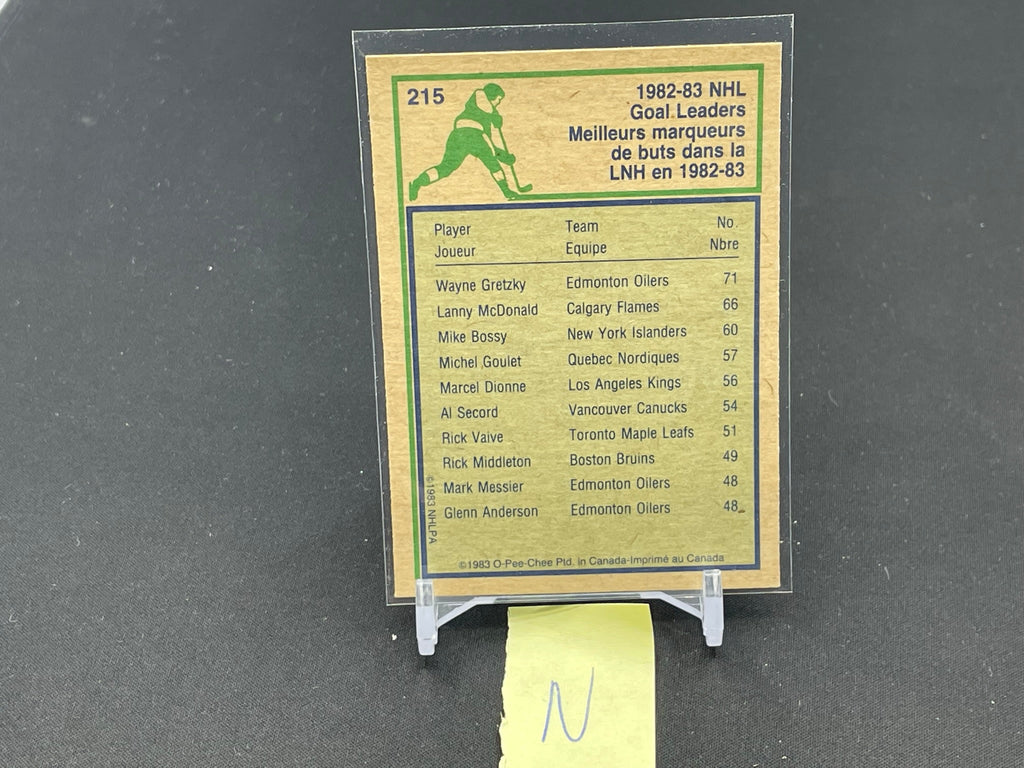 215
1982-83 NHL
Goal Leaders
Meilleurs marqueurs
de buts dans la
LNH en 1982-83
Player Team No.
Joueur Equipe Nbre
Wayne Gretzky Edmonton Oilers 71
Lanny McDonald Calgary Flames 66
Mike Bossy New York Islanders 60
Michel Goulet Quebec Nordiques 57
Marcel Dionne Los Angeles Kings 56
Al Secord Vancouver Canucks 54
Rick Vaive Toronto Maple Leafs 51
Rick Middleton Boston Bruins 49
Mark Messier Edmonton Oilers 48
Glenn Anderson Edmonton Oilers 48
©1983 NHLPA
©1983 O-Pee-Chee Ptd. in Canada-Imprimé au Canada
N